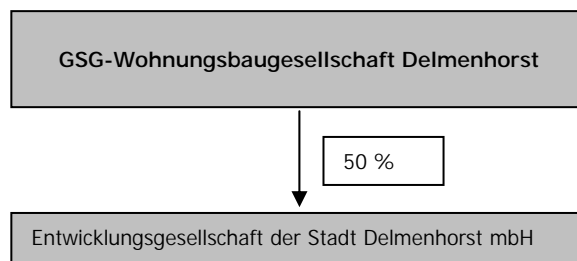 GSG-Wohnungsbaugesellschaft Delmenhorst
50 %
Entwicklungsgesellschaft der Stadt Delmenhorst mbH